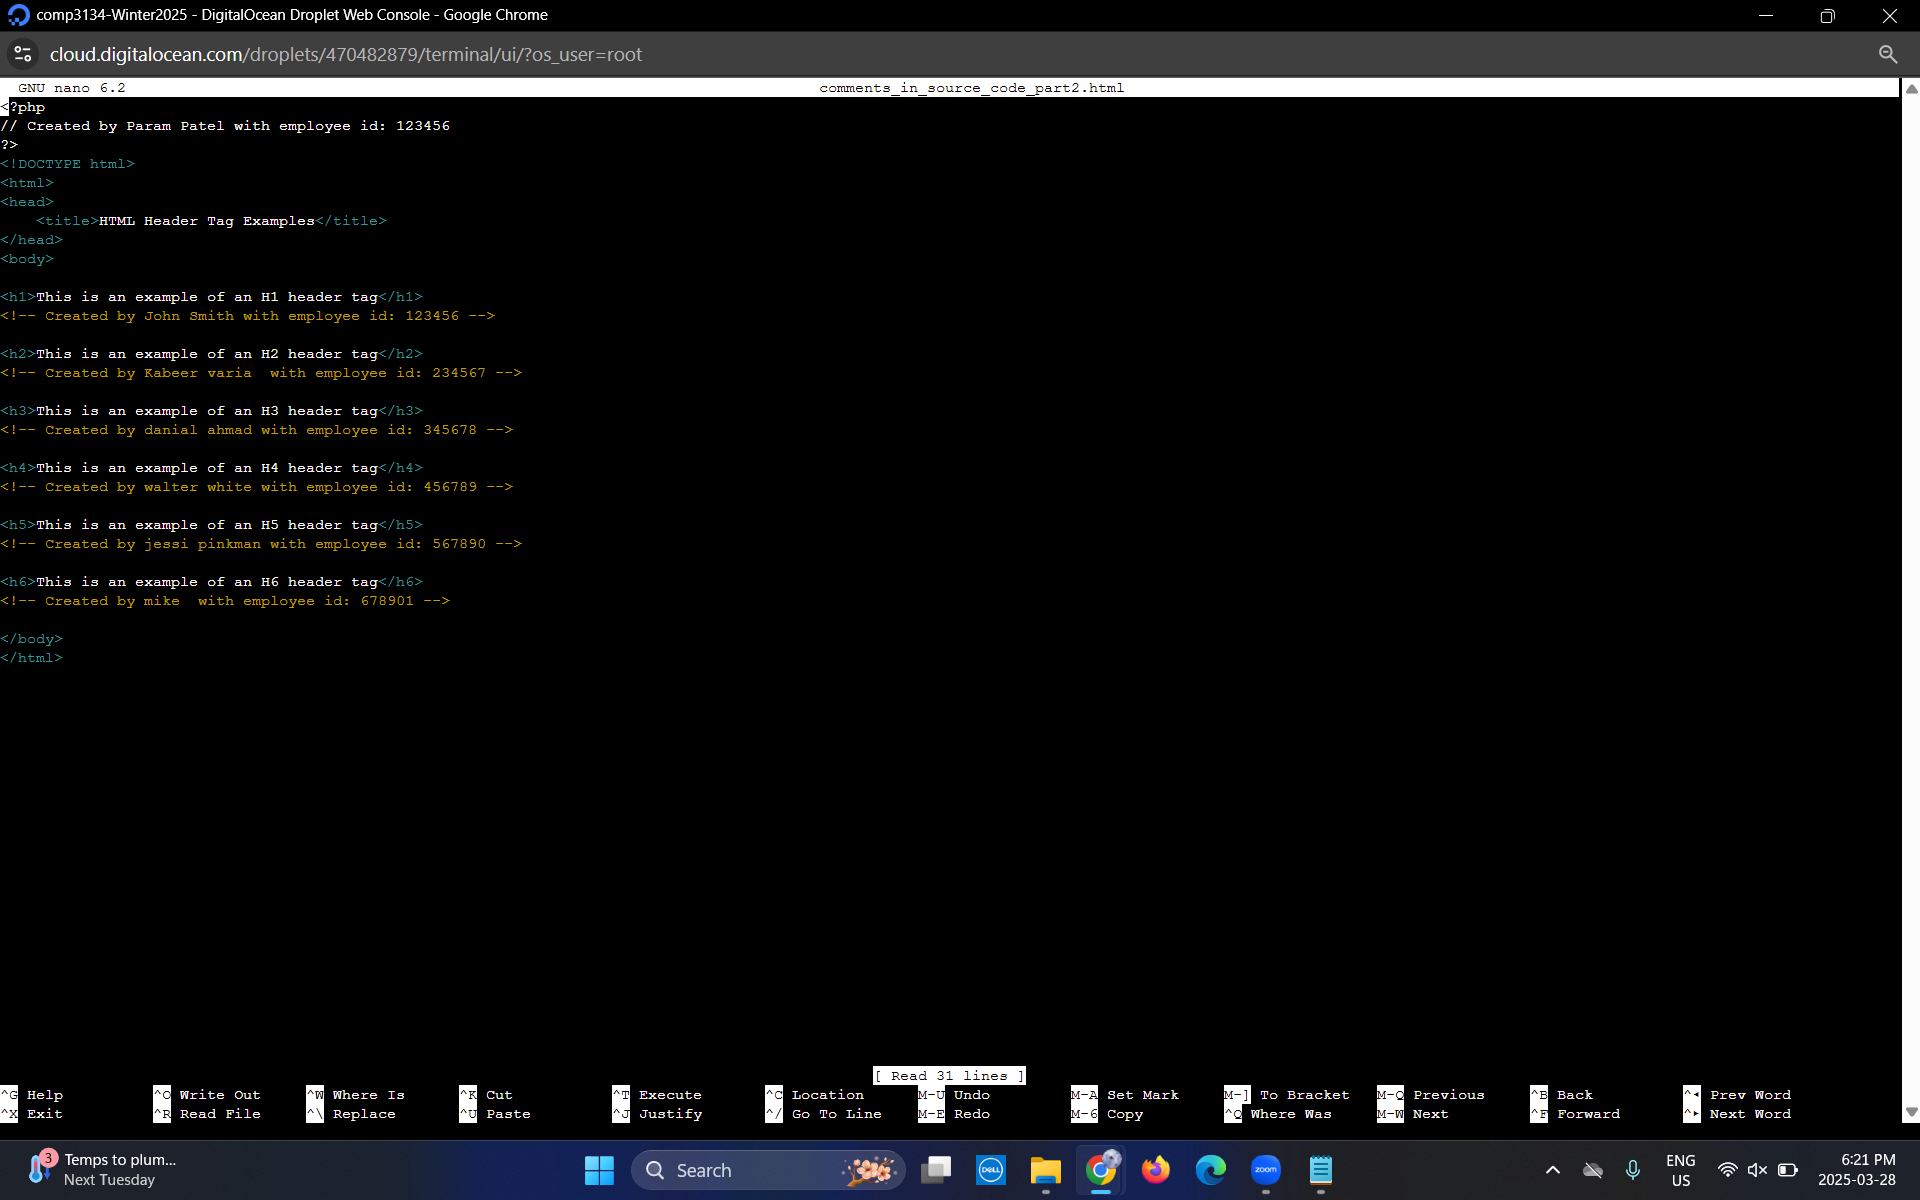 comp3134-Winter2025 - DigitalOcean Droplet Web Console - Google Chrome
cloud.digitalocean.com/droplets/470482879/terminal/ui/?os_user=root
GNU nano 6.2 comments_in_source_code_part2.html
<?php
// Created by Param Patel with employee id: 123456
?>
<!DOCTYPE html>
<html>
<head>
    <title>HTML Header Tag Examples</title>
</head>
<body>
<h1>This is an example of an H1 header tag</h1>
<!-- Created by John Smith with employee id: 123456 -->
<h2>This is an example of an H2 header tag</h2>
<!-- Created by Kabeer varia  with employee id: 234567 -->
<h3>This is an example of an H3 header tag</h3>
<!-- Created by danial ahmad with employee id: 345678 -->
<h4>This is an example of an H4 header tag</h4>
<!-- Created by walter white with employee id: 456789 -->
<h5>This is an example of an H5 header tag</h5>
<!-- Created by jessi pinkman with employee id: 567890 -->
<h6>This is an example of an H6 header tag</h6>
<!-- Created by mike  with employee id: 678901 -->
</body>
</html>
[ Read 31 lines ]
^G Help ^O Write Out ^W Where Is ^K Cut ^T Execute ^C Location M-U Undo M-A Set Mark M-] To Bracket M-Q Previous ^B Back ^◂ Prev Word
^X Exit ^R Read File ^\ Replace ^U Paste ^J Justify ^/ Go To Line M-E Redo M-6 Copy ^Q Where Was M-W Next ^F Forward ^▸ Next Word
3 Temps to plum...
Next Tuesday
Search
DELL
zoom
ENG
US
6:21 PM
2025-03-28